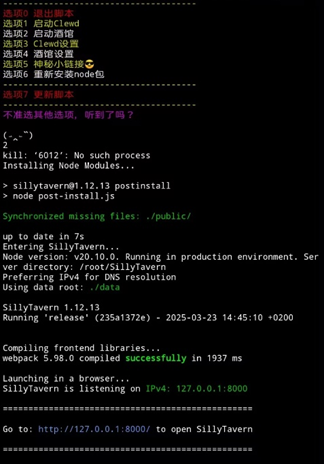 ------------------------------------
选项0 退出脚本
选项1 启动Clewd
选项2 启动酒馆
选项3 Clewd设置
选项4 酒馆设置
选项5 神秘小链接😎
选项6 重新安装node包
------------------------------------
选项7 更新脚本
------------------------------------
不准选其他选项，听到了吗？

(-‸ლ)
2
kill: ‘6012’: No such process
Installing Node Modules...

> sillytavern@1.12.13 postinstall
> node post-install.js

Synchronized missing files: ./public/

up to date in 7s
Entering SillyTavern...
Node version: v20.10.0. Running in production environment. Ser
ver directory: /root/SillyTavern
Preferring IPv4 for DNS resolution
Using data root: ./data

SillyTavern 1.12.13
Running 'release' (235a1372e) - 2025-03-23 14:45:10 +0200

Compiling frontend libraries...
webpack 5.98.0 compiled successfully in 1937 ms

Launching in a browser...
SillyTavern is listening on IPv4: 127.0.0.1:8000

==================================================

Go to: http://127.0.0.1:8000/ to open SillyTavern

==================================================